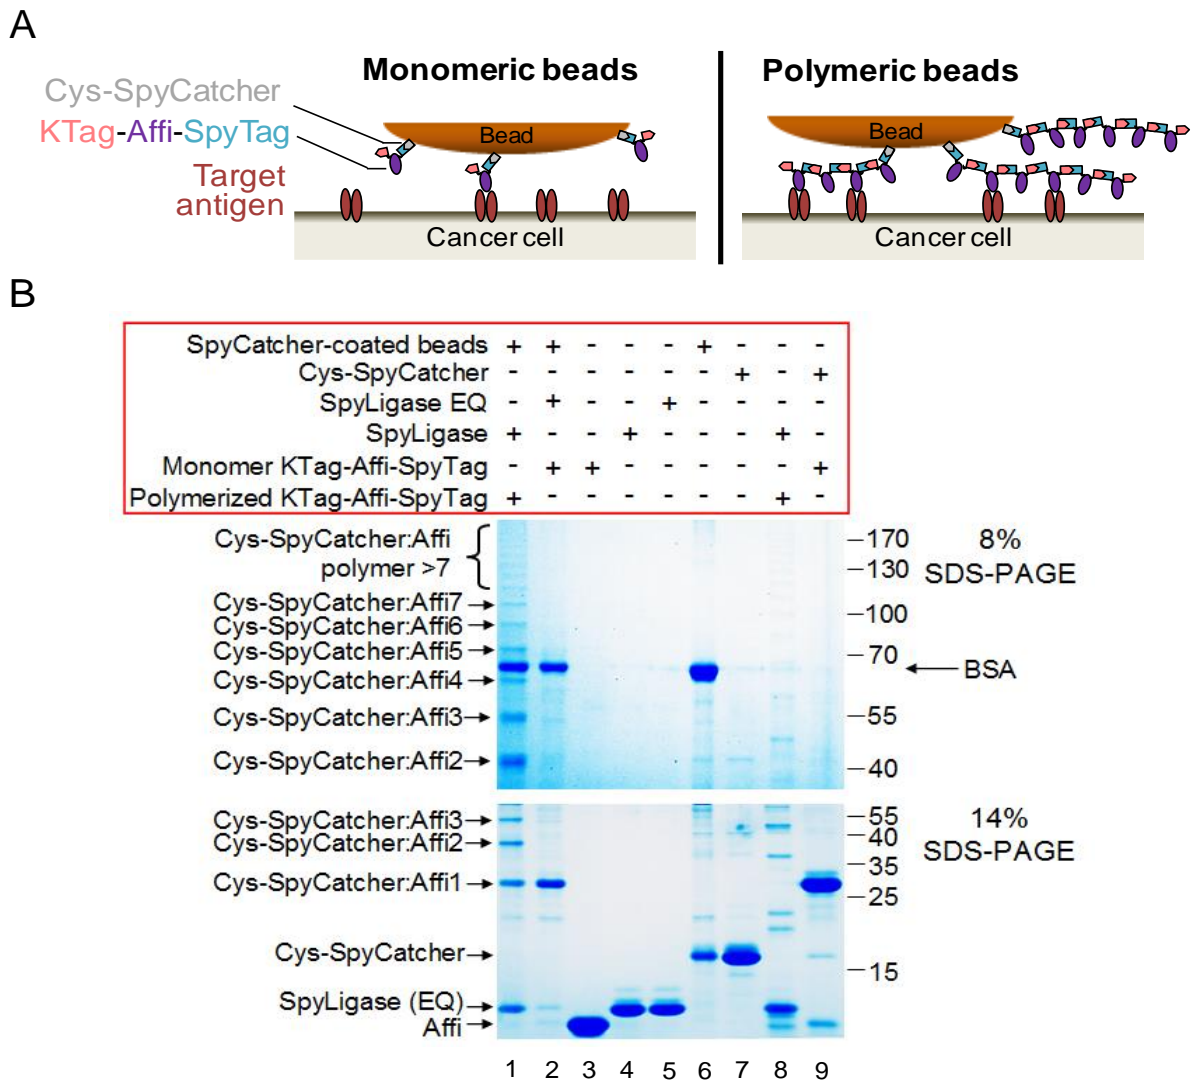 A
Monomeric beads
Polymeric beads
Cys-SpyCatcher
KTag-Affi-SpyTag
Target
antigen
Bead
Cancer cell
Bead
Cancer cell
B
SpyCatcher-coated beads + + - - - + - - -
Cys-SpyCatcher - - - - - - + - +
SpyLigase EQ - + - - + - - - -
SpyLigase + - - + - - - + -
Monomer KTag-Affi-SpyTag - + + - - - - - +
Polymerized KTag-Affi-SpyTag + - - - - - - + -
Cys-SpyCatcher:Affi
polymer >7
Cys-SpyCatcher:Affi7
Cys-SpyCatcher:Affi6
Cys-SpyCatcher:Affi5
Cys-SpyCatcher:Affi4
Cys-SpyCatcher:Affi3
Cys-SpyCatcher:Affi2
170
130
100
70
55
40
8%
SDS-PAGE
BSA
Cys-SpyCatcher:Affi3
Cys-SpyCatcher:Affi2
Cys-SpyCatcher:Affi1
Cys-SpyCatcher
SpyLigase (EQ)
Affi
55
40
35
25
15
14%
SDS-PAGE
1 2 3 4 5 6 7 8 9